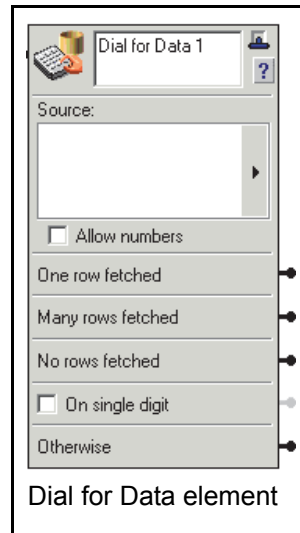 Dial for Data 1
?
Source:
Allow numbers
One row fetched
Many rows fetched
No rows fetched
On single digit
Otherwise
Dial for Data element